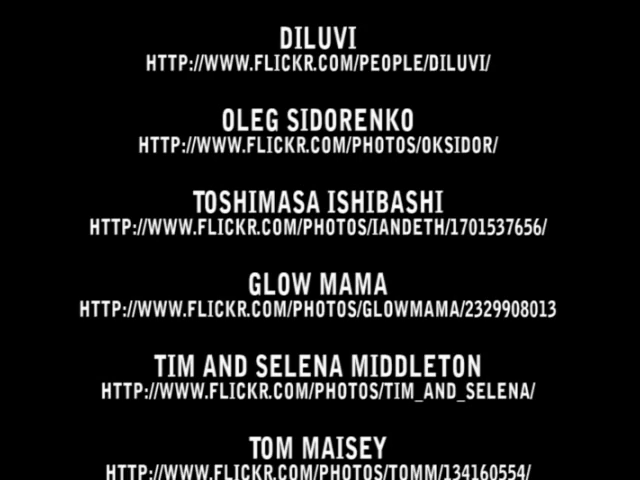 DILUVI
HTTP://WWW.FLICKR.COM/PEOPLE/DILUVI/
OLEG SIDORENKO
HTTP://WWW.FLICKR.COM/PHOTOS/OKSIDOR/
TOSHIMASA ISHIBASHI
HTTP://WWW.FLICKR.COM/PHOTOS/IANDETH/1701537656/
GLOW MAMA
HTTP://WWW.FLICKR.COM/PHOTOS/GLOWMAMA/2329908013
TIM AND SELENA MIDDLETON
HTTP://WWW.FLICKR.COM/PHOTOS/TIM_AND_SELENA/
TOM MAISEY
HTTP://WWW.FLICKR.COM/PHOTOS/TOMM/134160554/